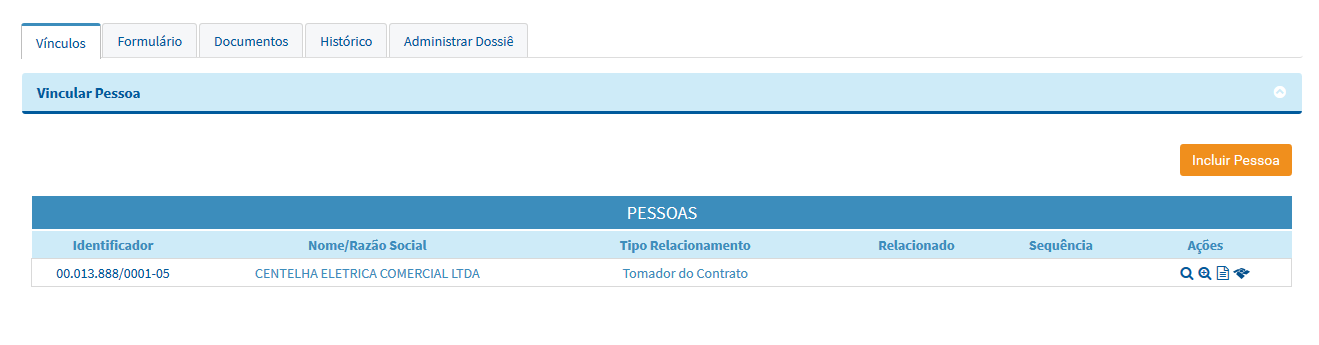 Vínculos Formulário Documentos Histórico Administrar Dossiê
Vincular Pessoa
Incluir Pessoa
PESSOAS
Identificador Nome/Razão Social Tipo Relacionamento Relacionado Sequência Ações
00.013.888/0001-05 CENTELHA ELETRICA COMERCIAL LTDA Tomador do Contrato